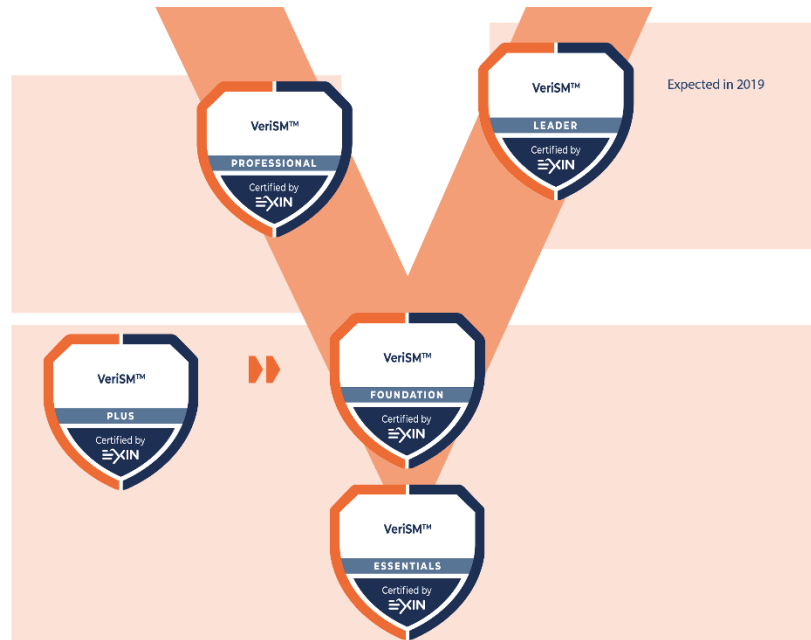 VeriSM™
PROFESSIONAL
Certified by
EXIN
VeriSM™
LEADER
Certified by
EXIN
Expected in 2019
VeriSM™
PLUS
Certified by
EXIN
VeriSM™
FOUNDATION
Certified by
EXIN
VeriSM™
ESSENTIALS
Certified by
EXIN